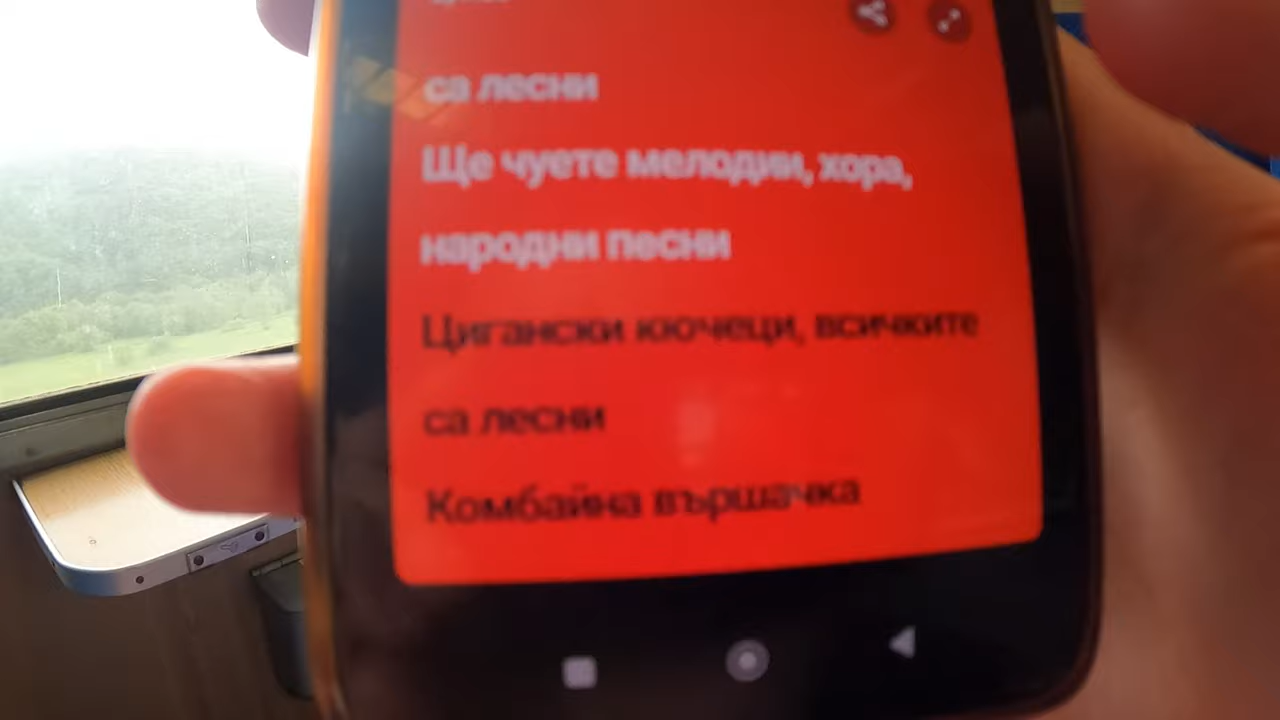 са лесни
Ще чуете мелодии, хора,
народни песни
Цигански кючеци, всичките
са лесни
Комбайна вършачка